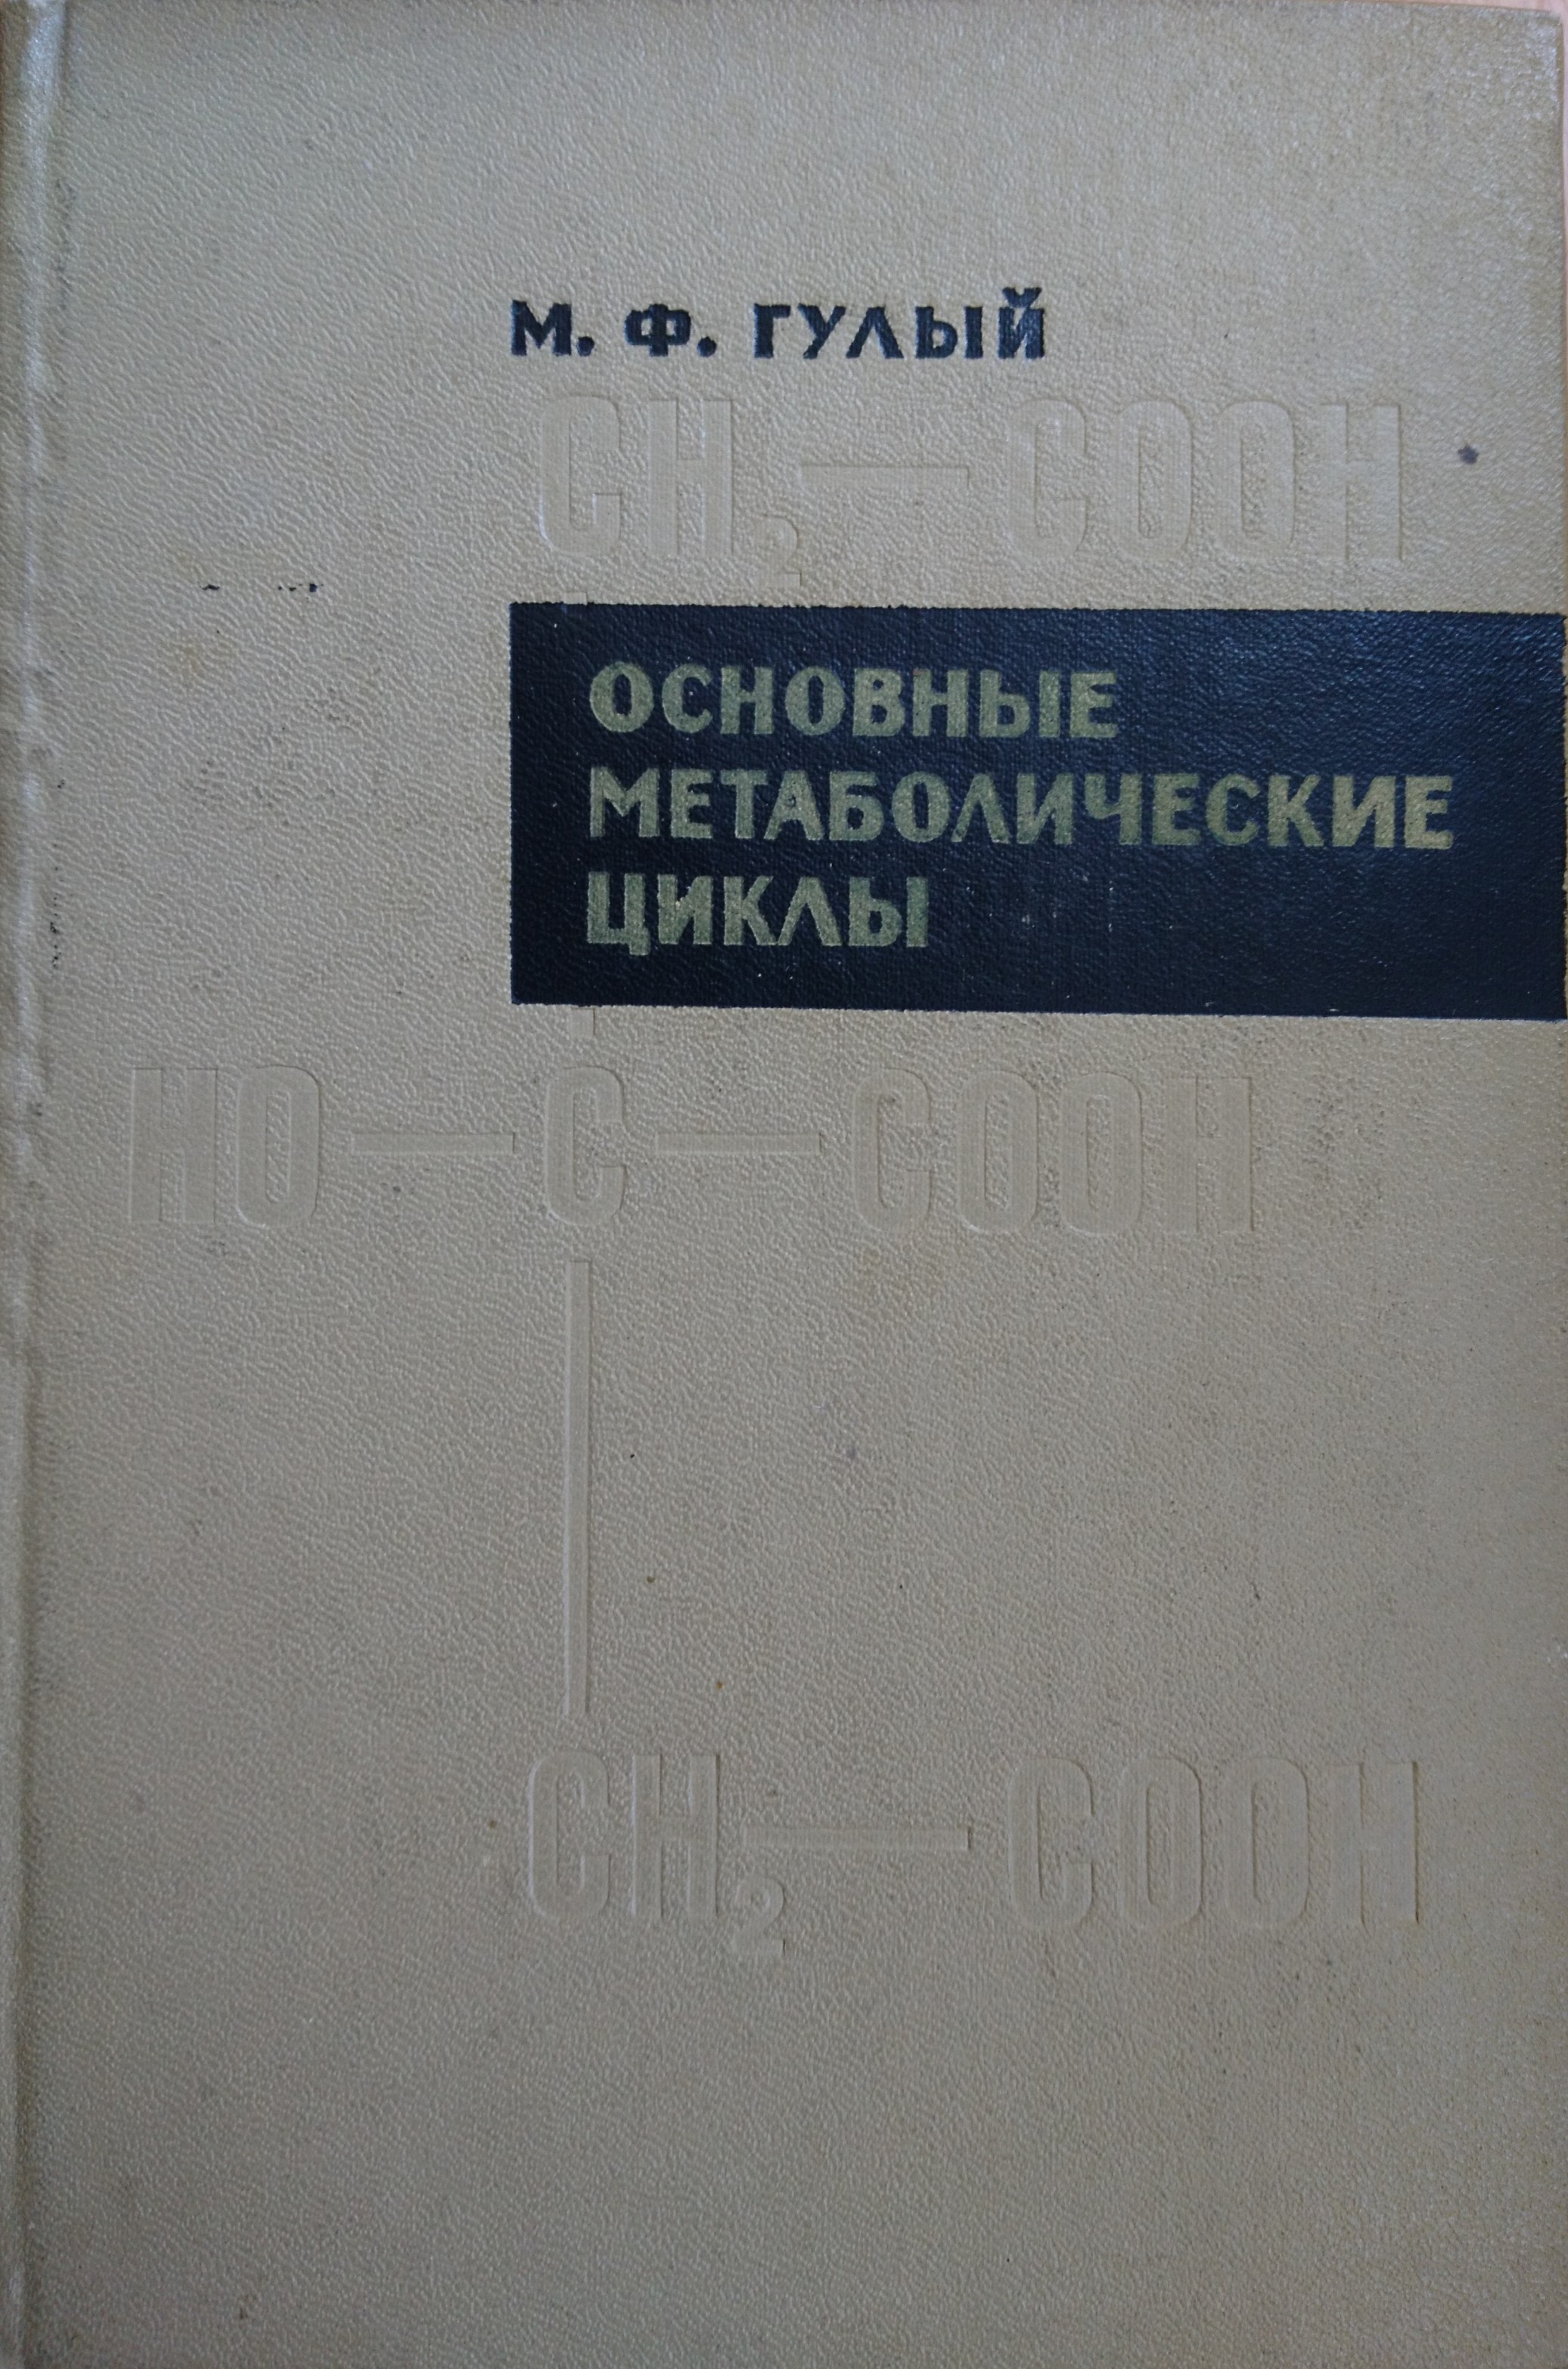 М. Ф. ГУЛЫЙ
CH₂—COOH
ОСНОВНЫЕ
МЕТАБОЛИЧЕСКИЕ
ЦИКЛЫ
HO—C—COOH
CH₂—COOH